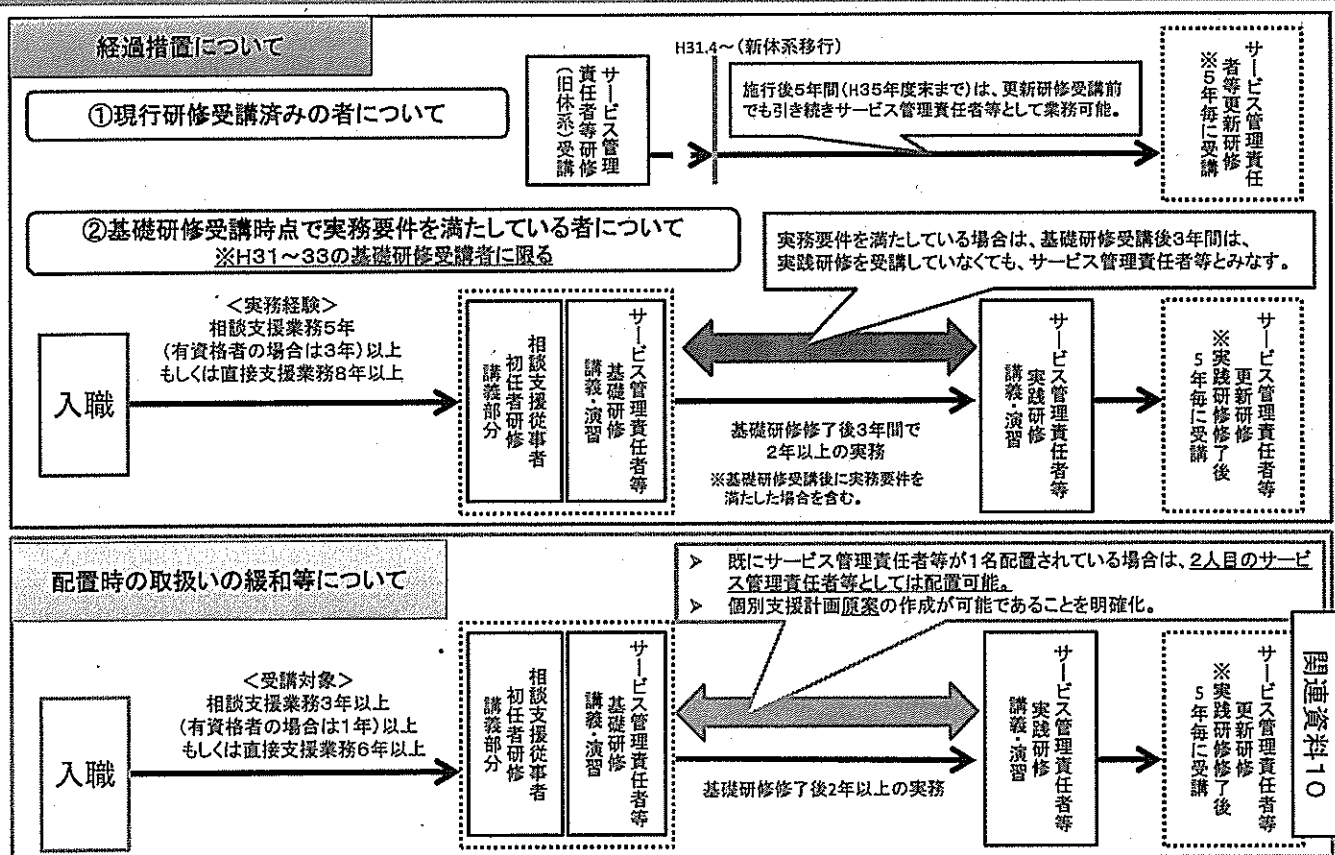 経過措置について
①現行研修受講済みの者について
サービス管理
責任者等研修
(旧体系)受講
H31.4~(新体系移行)
施行後5年間(H35年度末まで)は、更新研修受講前
でも引き続きサービス管理責任者等として業務可能。
サービス管理責任
者等更新研修
※5年毎に受講
②基礎研修受講時点で実務要件を満たしている者について
※H31~33の基礎研修受講者に限る
実務要件を満たしている場合は、基礎研修受講後3年間は、
実践研修を受講していなくても、サービス管理責任者等とみなす。
入職
<実務経験>
相談支援業務5年
(有資格者の場合は3年)以上
もしくは直接支援業務8年以上
相談支援従事者
初任者研修
講義部分
サービス管理責任者等
基礎研修
講義・演習
基礎研修修了後3年間で
2年以上の実務
※基礎研修受講後に実務要件を
満たした場合を含む。
サービス管理責任者等
実践研修
講義・演習
サービス管理責任者等
更新研修
※実践研修修了後
5年毎に受講
配置時の取扱いの緩和等について
➢ 既にサービス管理責任者等が1名配置されている場合は、2人目のサービ
ス管理責任者等としては配置可能。
➢ 個別支援計画原案の作成が可能であることを明確化。
入職
<受講対象>
相談支援業務3年以上
(有資格者の場合は1年)以上
もしくは直接支援業務6年以上
相談支援従事者
初任者研修
講義部分
サービス管理責任者等
基礎研修
講義・演習
基礎研修修了後2年以上の実務
サービス管理責任者等
実践研修
講義・演習
サービス管理責任者等
更新研修
※実践研修修了後
5年毎に受講
関連資料10